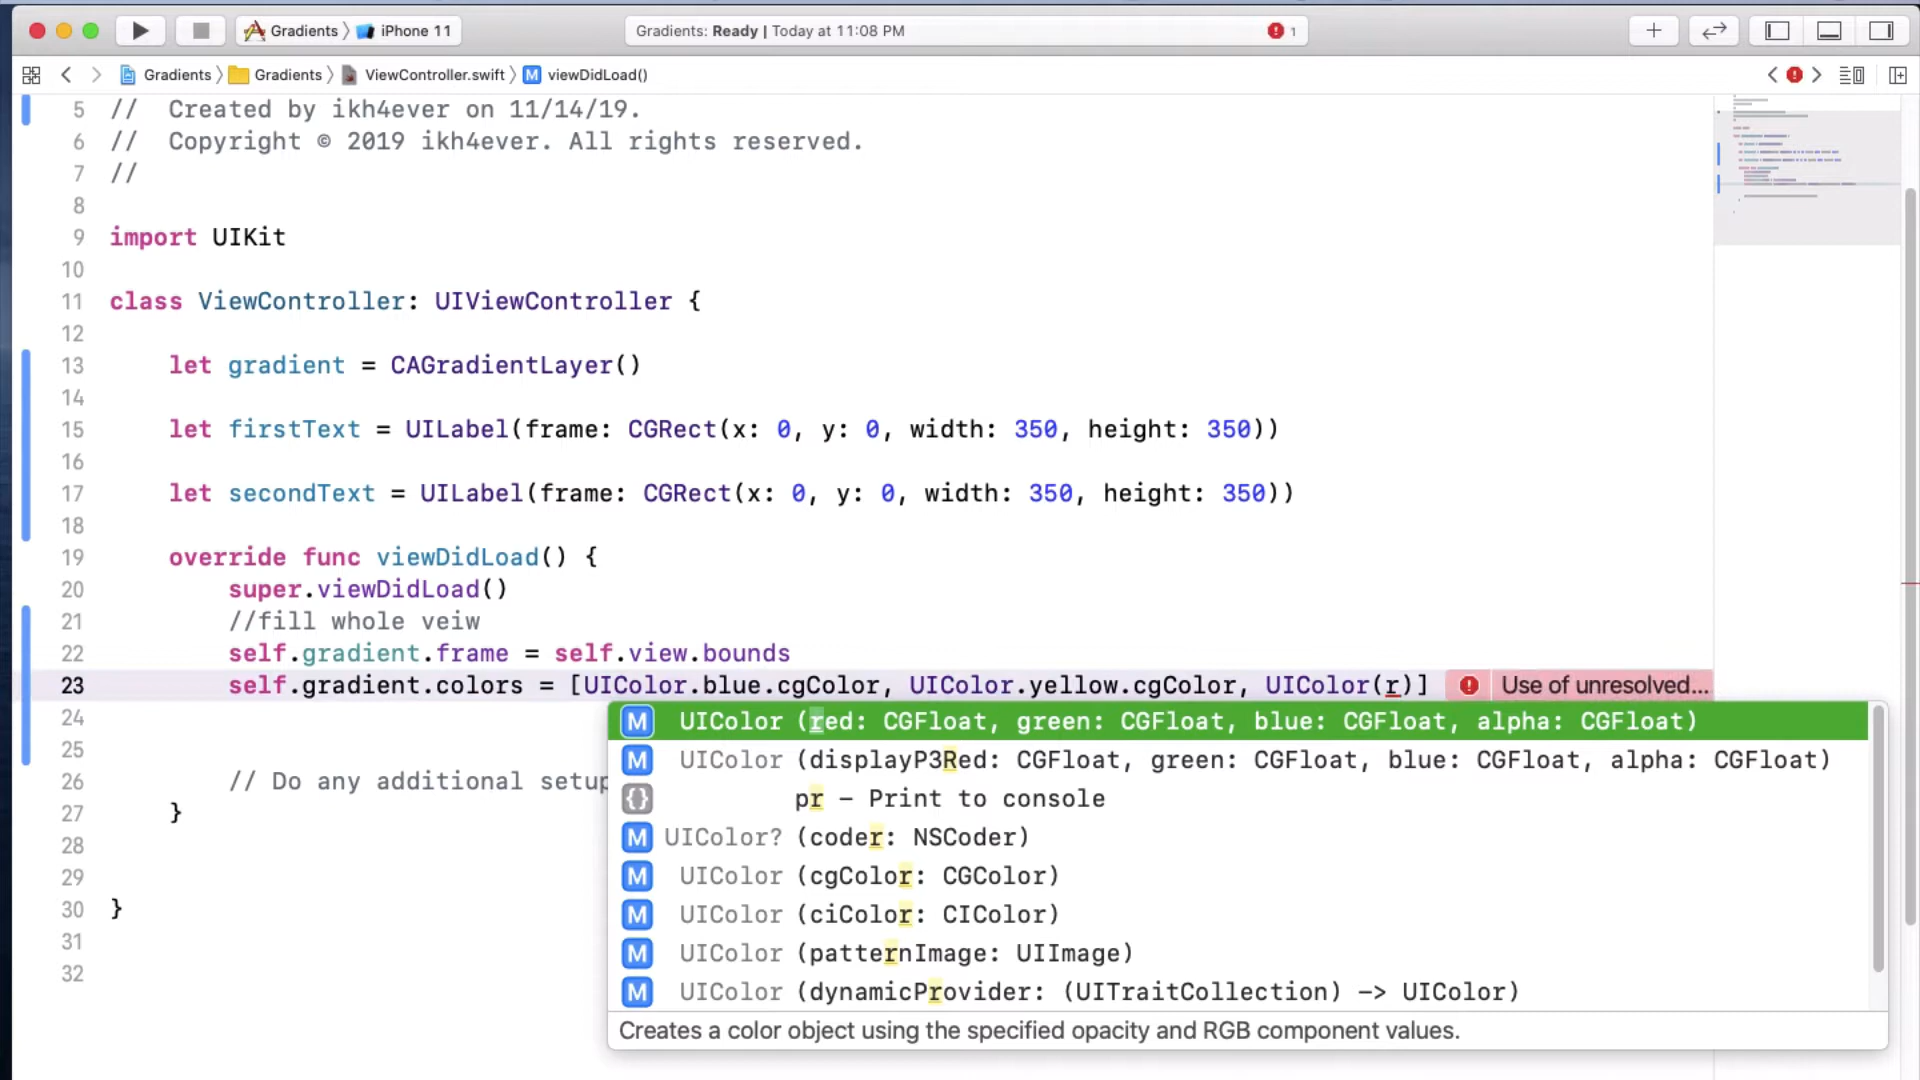 Gradients 〉 iPhone 11
Gradients: Ready | Today at 11:08 PM
1
Gradients 〉 Gradients 〉 ViewController.swift 〉 M viewDidLoad()
5 //  Created by ikh4ever on 11/14/19.
6 //  Copyright © 2019 ikh4ever. All rights reserved.
7 //
8
9 import UIKit
10
11 class ViewController: UIViewController {
12
13     let gradient = CAGradientLayer()
14
15     let firstText = UILabel(frame: CGRect(x: 0, y: 0, width: 350, height: 350))
16
17     let secondText = UILabel(frame: CGRect(x: 0, y: 0, width: 350, height: 350))
18
19     override func viewDidLoad() {
20         super.viewDidLoad()
21         //fill whole veiw
22         self.gradient.frame = self.view.bounds
23         self.gradient.colors = [UIColor.blue.cgColor, UIColor.yellow.cgColor, UIColor(r)] Use of unresolved...
24
25
26         // Do any additional setup
27     }
28
29
30 }
31
32
M UIColor (red: CGFloat, green: CGFloat, blue: CGFloat, alpha: CGFloat)
M UIColor (displayP3Red: CGFloat, green: CGFloat, blue: CGFloat, alpha: CGFloat)
{} pr – Print to console
M UIColor? (coder: NSCoder)
M UIColor (cgColor: CGColor)
M UIColor (ciColor: CIColor)
M UIColor (patternImage: UIImage)
M UIColor (dynamicProvider: (UITraitCollection) -> UIColor)
Creates a color object using the specified opacity and RGB component values.